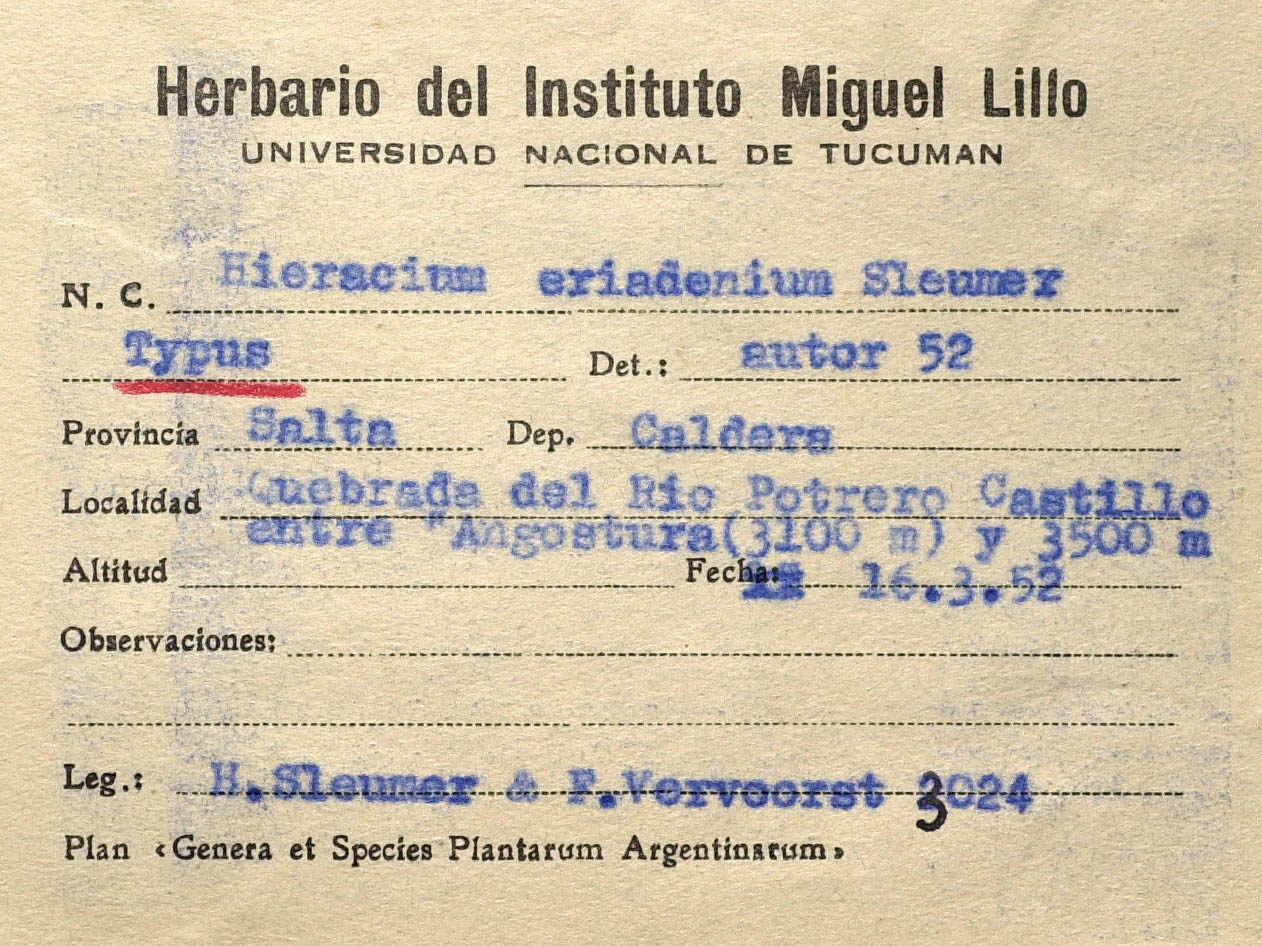 Herbario del Instituto Miguel Lillo
UNIVERSIDAD NACIONAL DE TUCUMAN
N. C. Hieracium eriadenium Sleumer
Typus Det.: autor 52
Provincia Salta Dep. Caldera
Localidad Quebrada del Rio Potrero Castillo
entre "Angostura(3100 m) y 3500 m
Altitud Fecha: 16.3.52
Observaciones:
Leg.: H.Sleumer & F.Vervoorst 3024
Plan «Genera et Species Plantarum Argentinarum»